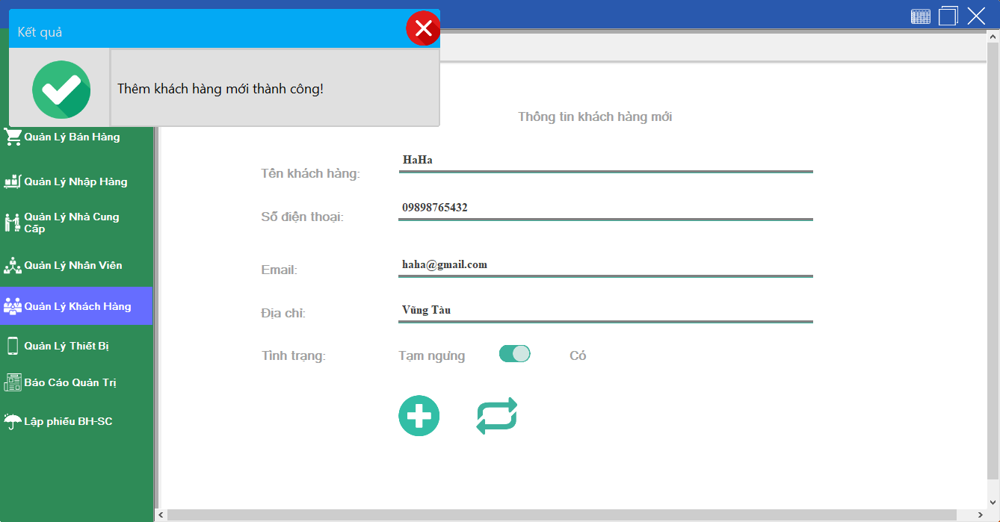 Kết quả
Thêm khách hàng mới thành công!
Quản Lý Bán Hàng
Quản Lý Nhập Hàng
Quản Lý Nhà Cung
Cấp
Quản Lý Nhân Viên
Quản Lý Khách Hàng
Quản Lý Thiết Bị
Báo Cáo Quản Trị
Lập phiếu BH-SC
Thông tin khách hàng mới
Tên khách hàng:
HaHa
Số điện thoại:
09898765432
Email:
haha@gmail.com
Địa chỉ:
Vũng Tàu
Tình trạng:
Tạm ngưng
Có